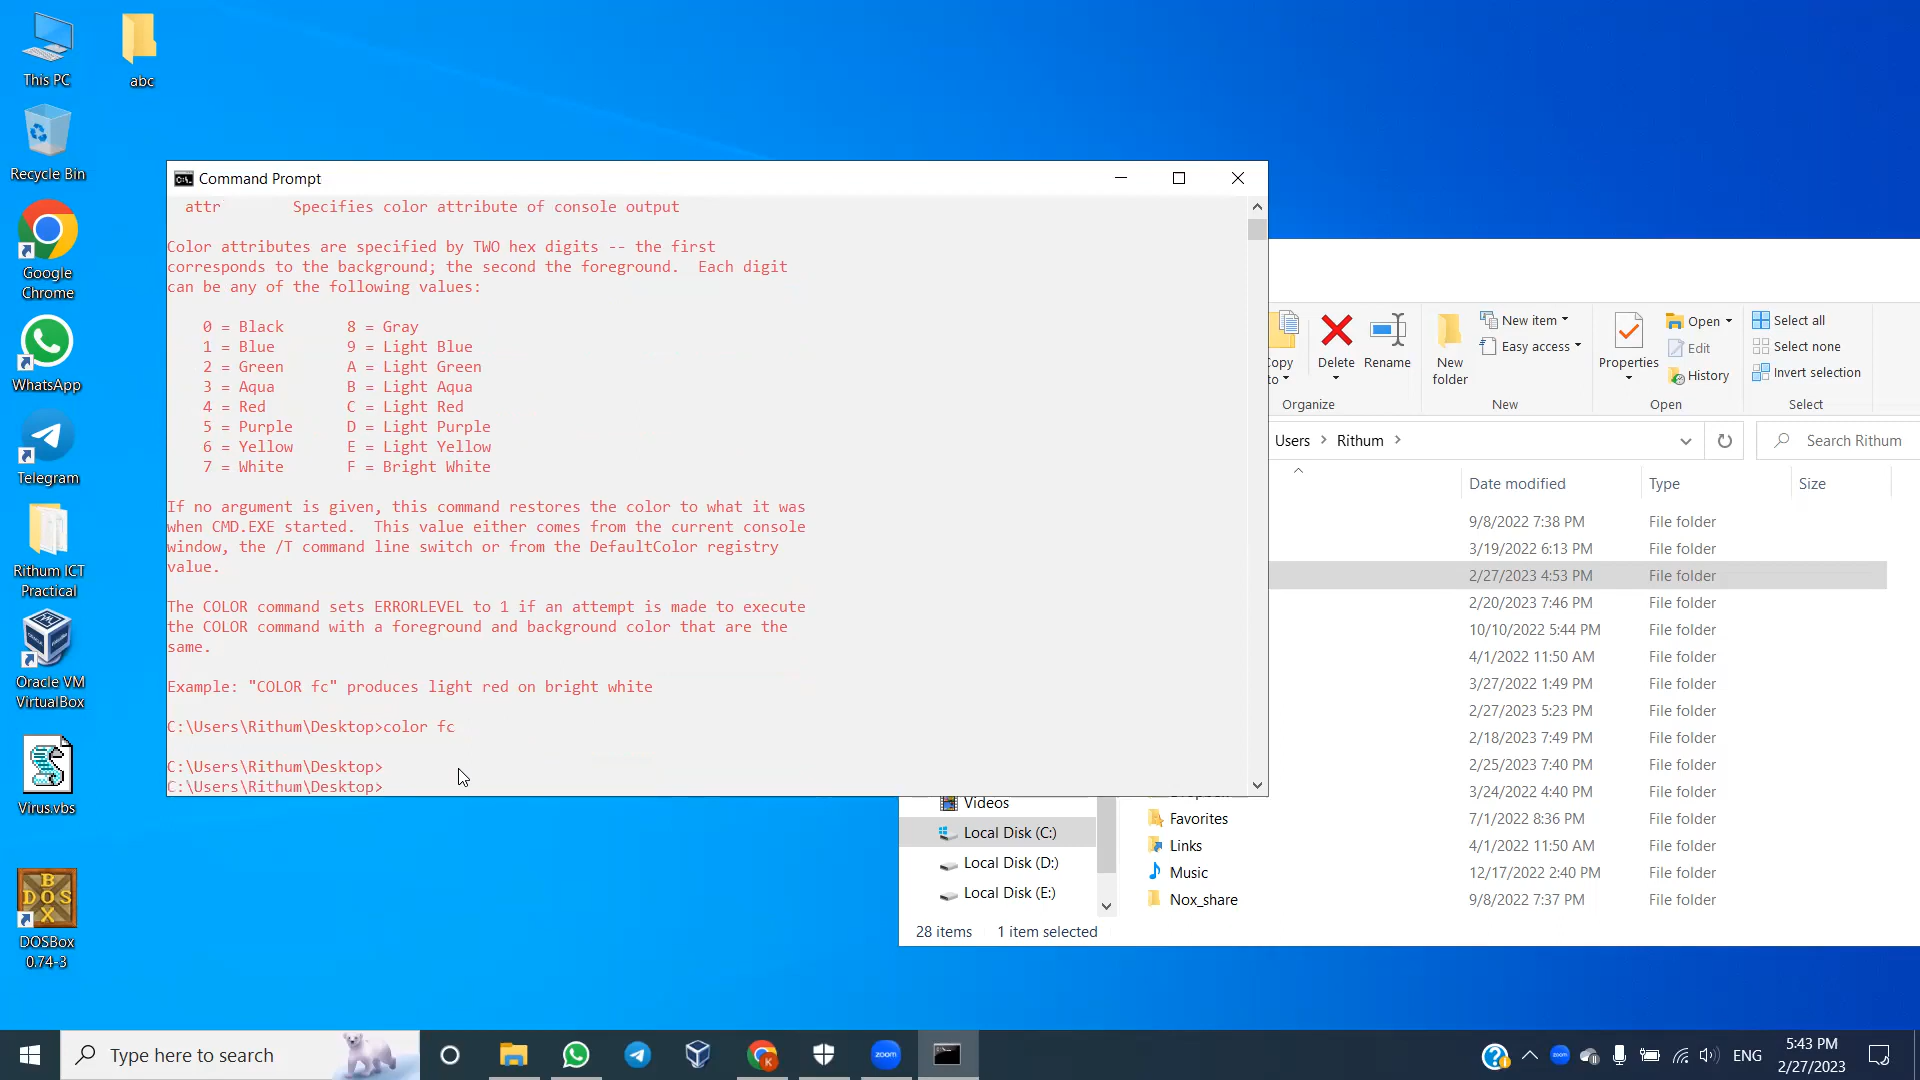 This PC
abc
Recycle Bin
Google
Chrome
WhatsApp
Telegram
Rithum ICT
Practical
Oracle VM
VirtualBox
Virus.vbs
BOX
DOS
DOSBox
0.74-3
Command Prompt
attr        Specifies color attribute of console output
Color attributes are specified by TWO hex digits -- the first
corresponds to the background; the second the foreground.  Each digit
can be any of the following values:
0 = Black       8 = Gray
1 = Blue        9 = Light Blue
2 = Green       A = Light Green
3 = Aqua        B = Light Aqua
4 = Red         C = Light Red
5 = Purple      D = Light Purple
6 = Yellow      E = Light Yellow
7 = White       F = Bright White
If no argument is given, this command restores the color to what it was
when CMD.EXE started.  This value either comes from the current console
window, the /T command line switch or from the DefaultColor registry
value.
The COLOR command sets ERRORLEVEL to 1 if an attempt is made to execute
the COLOR command with a foreground and background color that are the
same.
Example: "COLOR fc" produces light red on bright white
C:\Users\Rithum\Desktop>color fc
C:\Users\Rithum\Desktop>
C:\Users\Rithum\Desktop>
to
Delete
Rename
New
folder
New item
Easy access
Properties
Open
Edit
History
Select all
Select none
Invert selection
Organize
New
Open
Select
Users > Rithum >
Search Rithum
Date modified
Type
Size
9/8/2022 7:38 PM File folder
3/19/2022 6:13 PM File folder
2/27/2023 4:53 PM File folder
2/20/2023 7:46 PM File folder
10/10/2022 5:44 PM File folder
4/1/2022 11:50 AM File folder
3/27/2022 1:49 PM File folder
2/27/2023 5:23 PM File folder
2/18/2023 7:49 PM File folder
2/25/2023 7:40 PM File folder
3/24/2022 4:40 PM File folder
Favorites 7/1/2022 8:36 PM File folder
Links 4/1/2022 11:50 AM File folder
Music 12/17/2022 2:40 PM File folder
Nox_share 9/8/2022 7:37 PM File folder
Videos
Local Disk (C:)
Local Disk (D:)
Local Disk (E:)
28 items 1 item selected
Type here to search
K
zoom
zoom
ENG
5:43 PM
2/27/2023